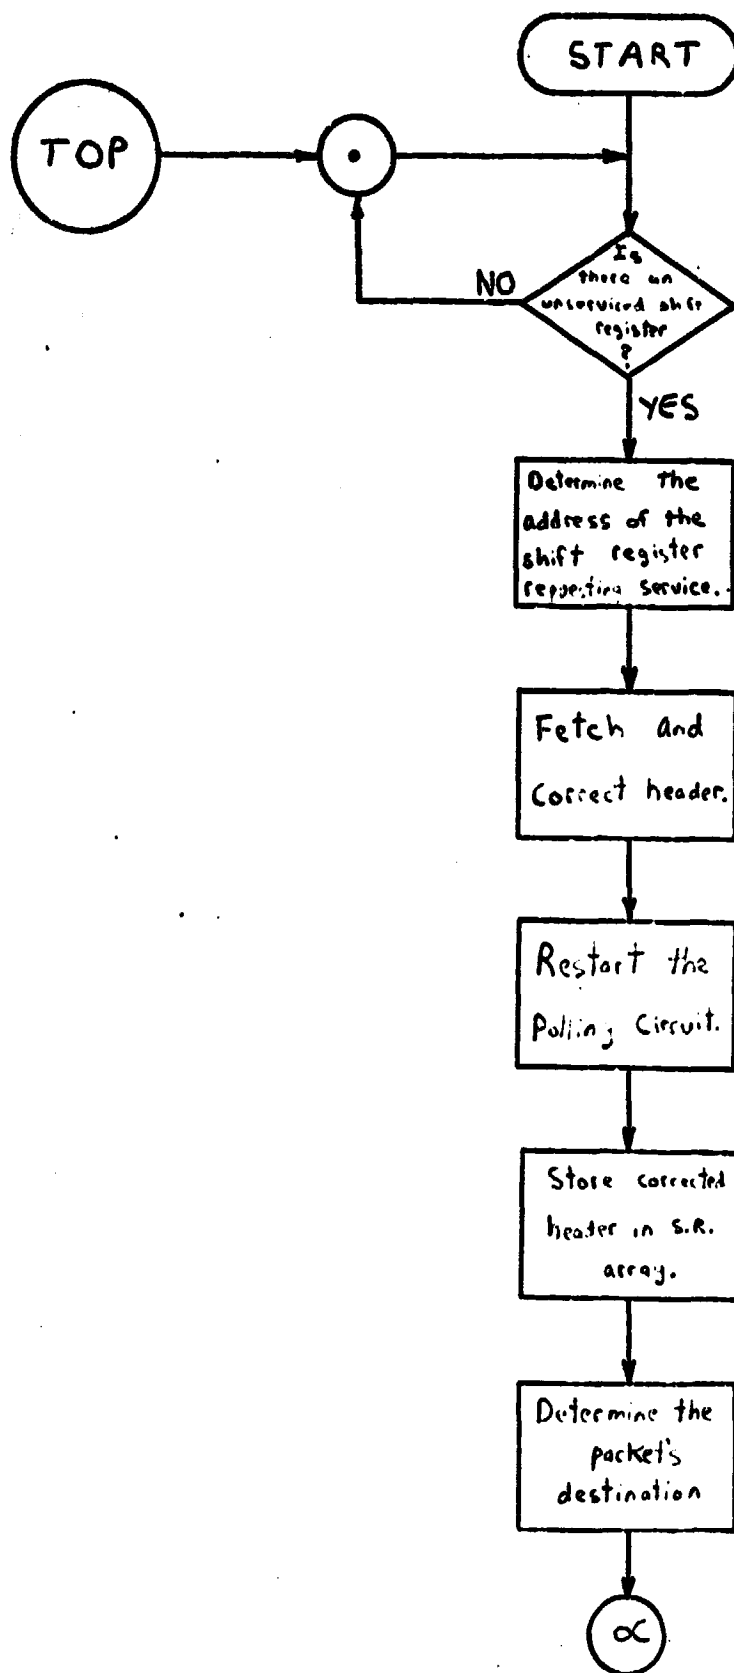 START
TOP
•
Is
there an
unserviced shift
register
?
NO
YES
Determine the
address of the
shift register
requesting service.
Fetch and
Correct header.
Restart the
Polling Circuit.
Store corrected
header in S.R.
array.
Determine the
packet's
destination
∝